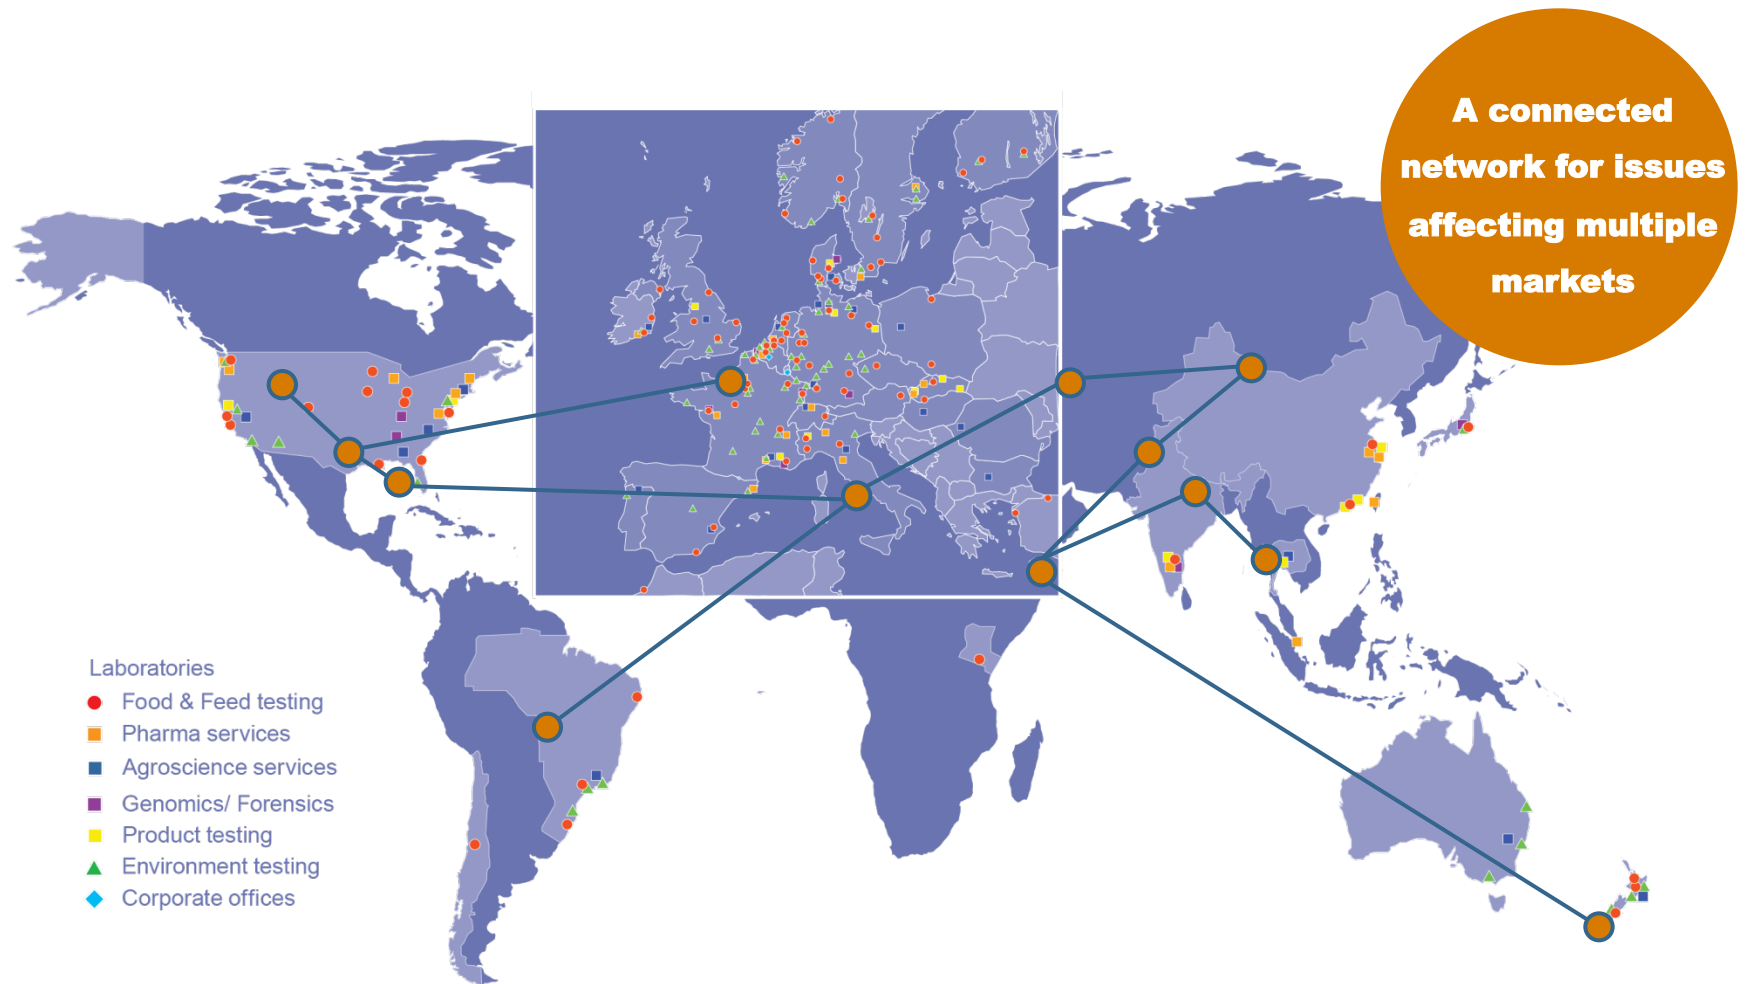 A connected
network for issues
affecting multiple
markets
Laboratories
Food & Feed testing
Pharma services
Agroscience services
Genomics/ Forensics
Product testing
Environment testing
Corporate offices